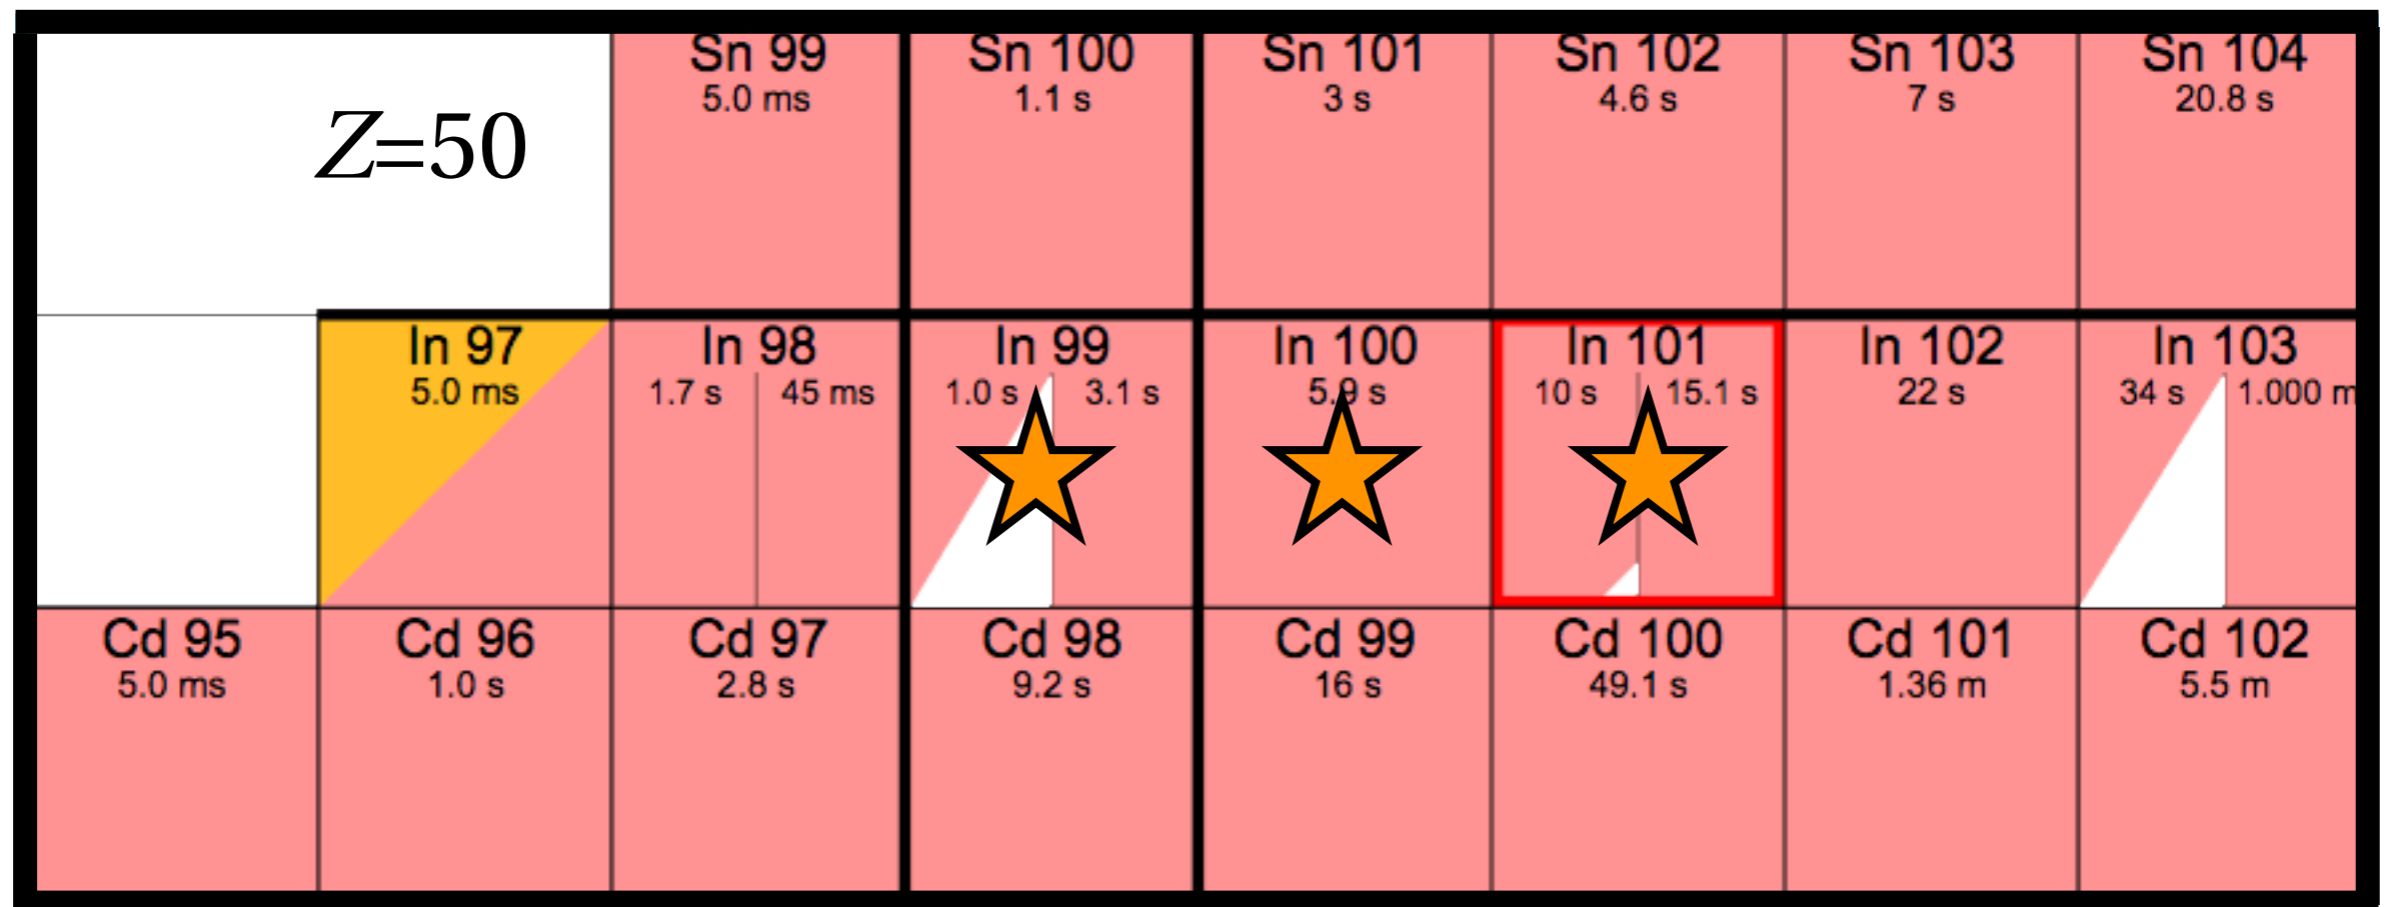 Sn 99 Sn 100 Sn 101 Sn 102 Sn 103 Sn 104
5.0 ms 1.1 s 3 s 4.6 s 7 s 20.8 s
Z=50
In 97 In 98 In 99 In 100 In 101 In 102 In 103
5.0 ms 1.7 s 45 ms 1.0 s 3.1 s 5.9 s 10 s 15.1 s 22 s 34 s 1.000 m
Cd 95 Cd 96 Cd 97 Cd 98 Cd 99 Cd 100 Cd 101 Cd 102
5.0 ms 1.0 s 2.8 s 9.2 s 16 s 49.1 s 1.36 m 5.5 m